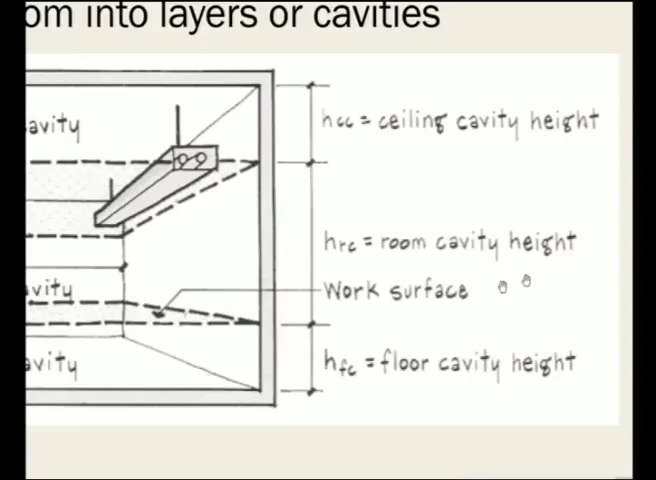 om into layers or cavities
avity
hcc = ceiling cavity height
hrc = room cavity height
vity
Work surface
avity
hfc = floor cavity height